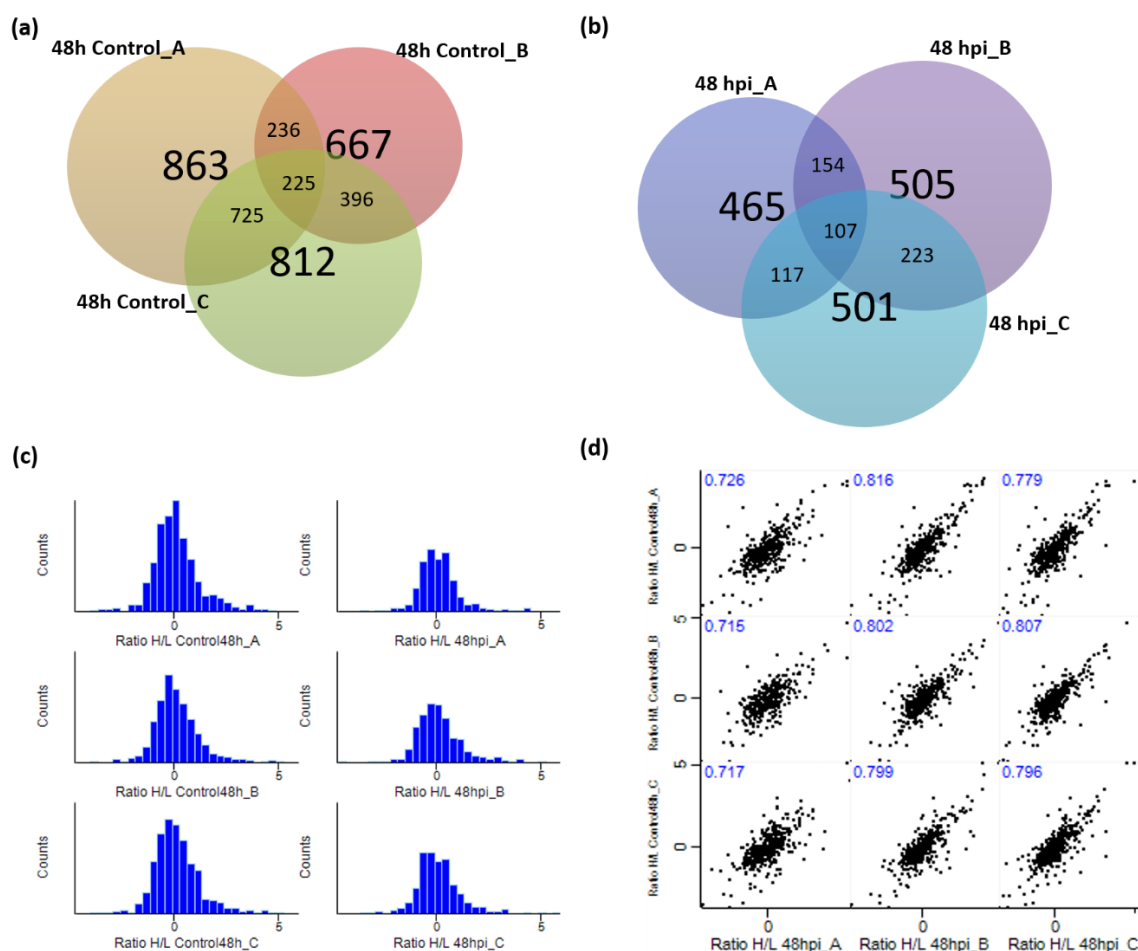 (a)
48h Control_A
48h Control_B
236
667
863
225
396
725
812
48h Control_C
(b)
48 hpi_B
48 hpi_A
154
505
465
107
223
117
501
48 hpi_C
(c)
Counts
Counts
0 5
0 5
Ratio H/L Control48h_A
Ratio H/L 48hpi_A
Counts
Counts
0 5
0 5
Ratio H/L Control48h_B
Ratio H/L 48hpi_B
Counts
Counts
0 5
0 5
Ratio H/L Control48h_C
Ratio H/L 48hpi_C
(d)
0.726 0.816 0.779
Ratio H/L Control48h_A
0
5
0.715 0.802 0.807
Ratio H/L Control48h_B
0
5
0.717 0.799 0.796
Ratio H/L Control48h_C
0
0 0 0
Ratio H/L 48hpi_A Ratio H/L 48hpi_B Ratio H/L 48hpi_C